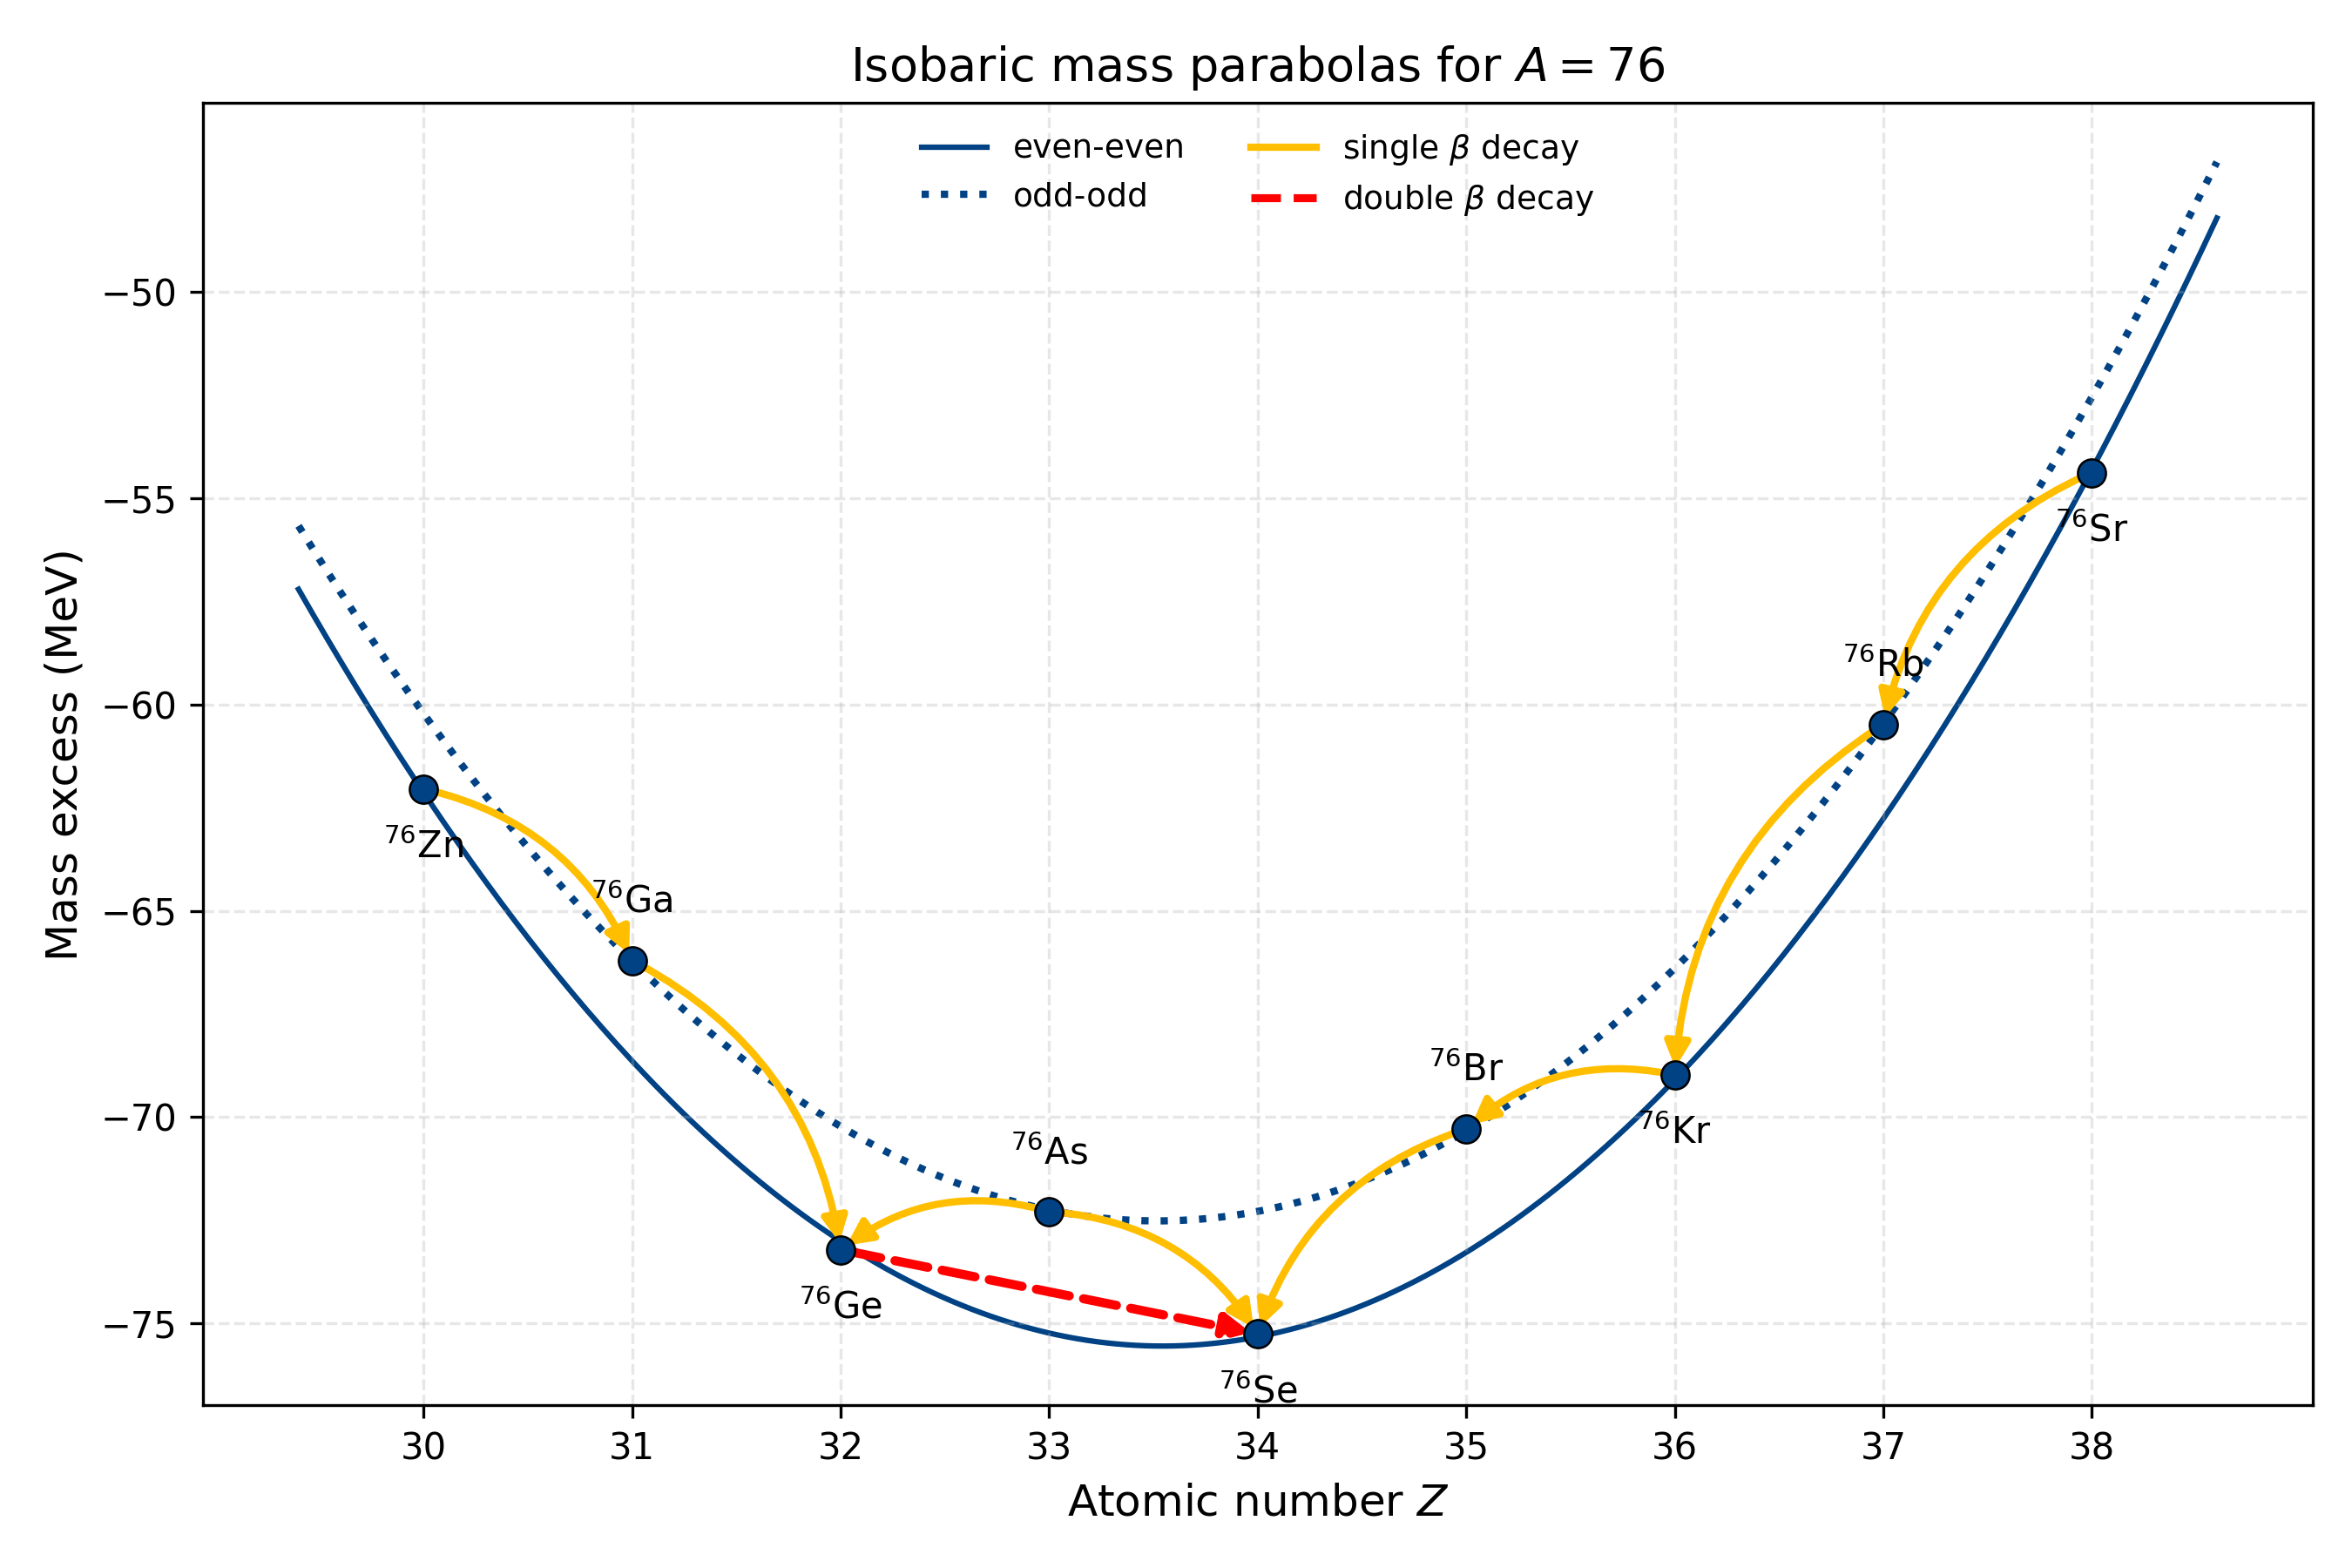 Isobaric mass parabolas for A = 76
even-even
odd-odd
single β decay
double β decay
Mass excess (MeV)
−50
−55
−60
−65
−70
−75
⁷⁶Sr
⁷⁶Rb
⁷⁶Zn
⁷⁶Ga
⁷⁶Br
⁷⁶Kr
⁷⁶As
⁷⁶Ge
⁷⁶Se
30 31 32 33 34 35 36 37 38
Atomic number Z